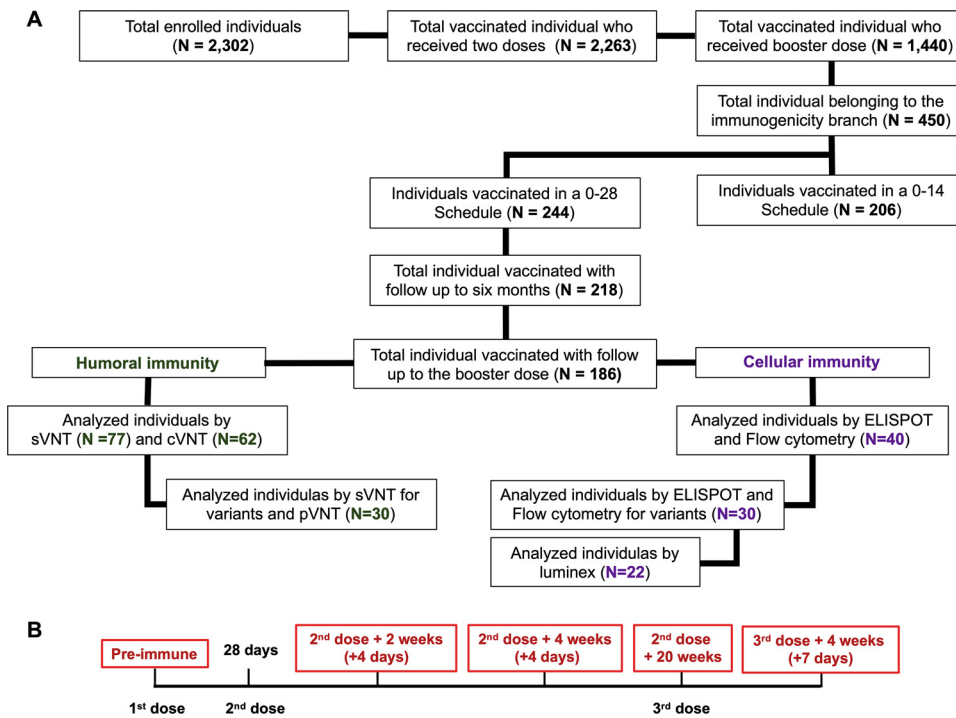 A
Total enrolled individuals
(N = 2,302)
Total vaccinated individual who
received two doses (N = 2,263)
Total vaccinated individual who
received booster dose (N = 1,440)
Total individual belonging to the
immunogenicity branch (N = 450)
Individuals vaccinated in a 0-28
Schedule (N = 244)
Individuals vaccinated in a 0-14
Schedule (N = 206)
Total individual vaccinated with
follow up to six months (N = 218)
Total individual vaccinated with follow
up to the booster dose (N = 186)
Humoral immunity
Cellular immunity
Analyzed individuals by
sVNT (N =77) and cVNT (N=62)
Analyzed individuals by ELISPOT
and Flow cytometry (N=40)
Analyzed individulas by sVNT for
variants and pVNT (N=30)
Analyzed individuals by ELISPOT and
Flow cytometry for variants (N=30)
Analyzed individulas by
luminex (N=22)
B
Pre-immune
28 days
2nd dose + 2 weeks
(+4 days)
2nd dose + 4 weeks
(+4 days)
2nd dose
+ 20 weeks
3rd dose + 4 weeks
(+7 days)
1st dose
2nd dose
3rd dose